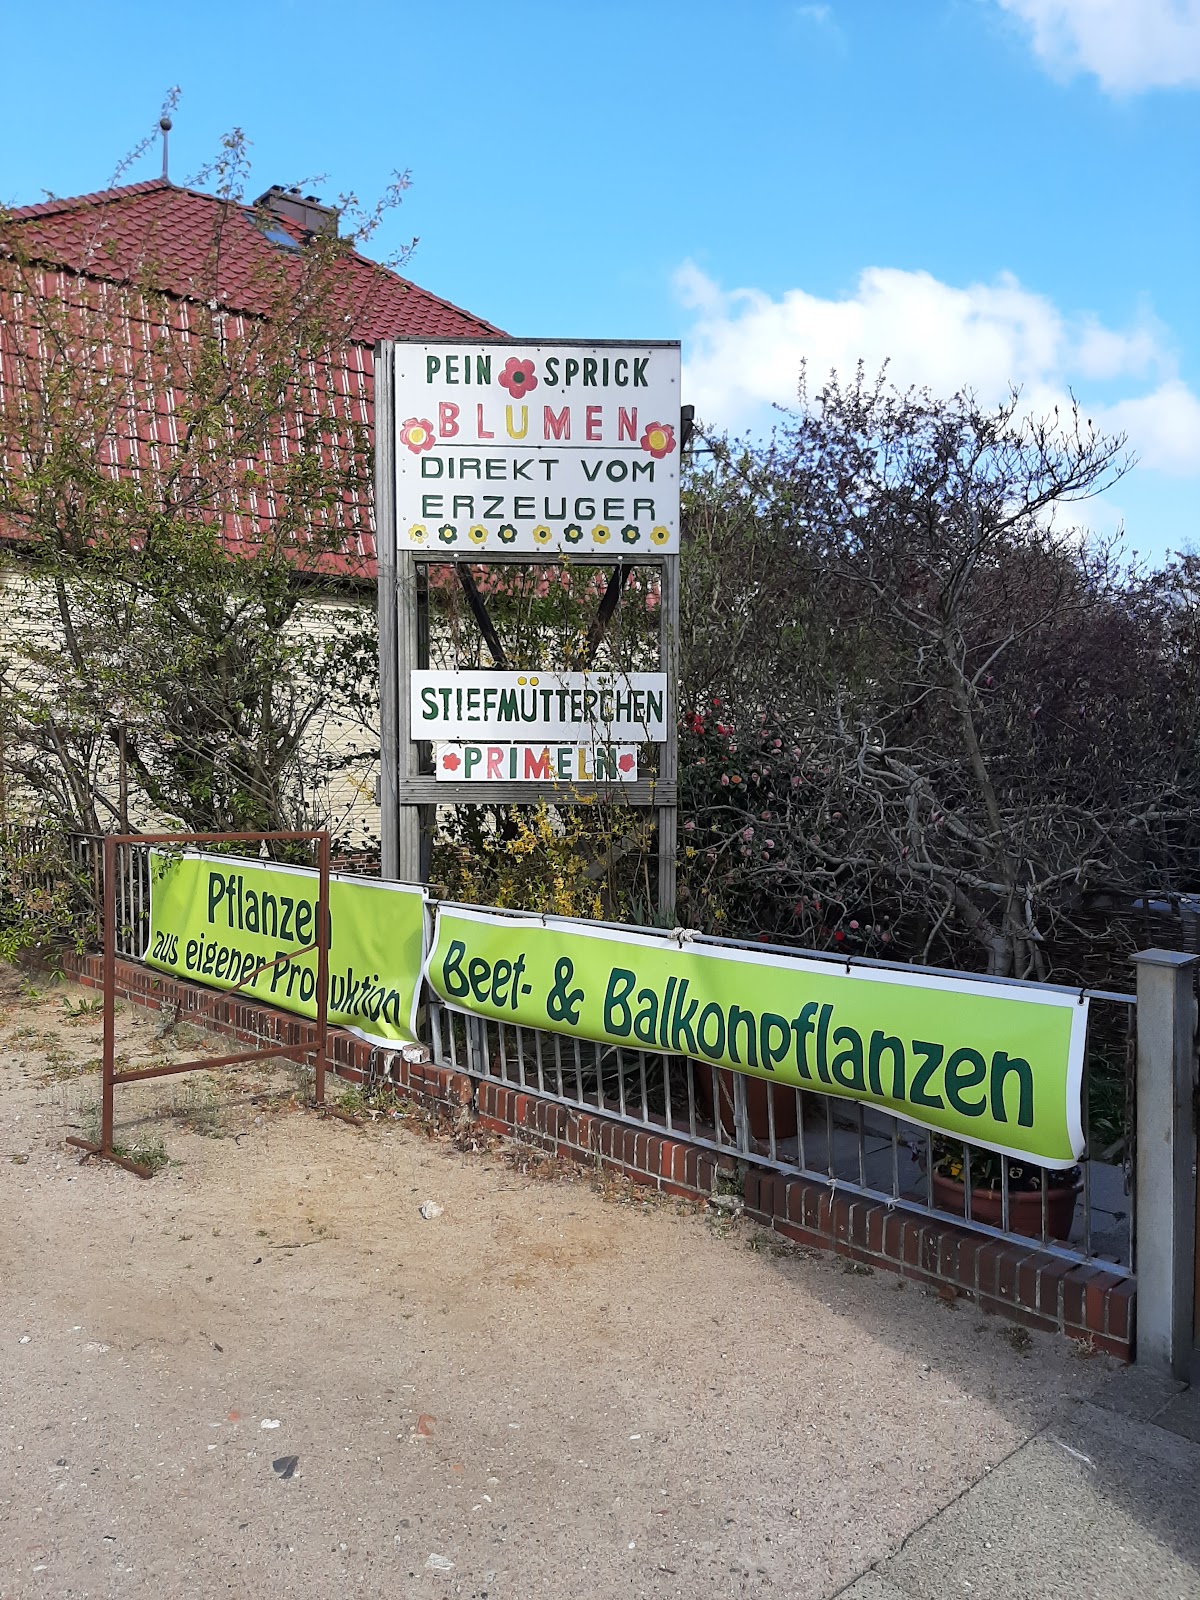 PEIN SPRICK
BLUMEN
DIREKT VOM
ERZEUGER
STIEFMÜTTERCHEN
PRIMELN
Pflanzen
aus eigener Produktion
Beet- & Balkonpflanzen